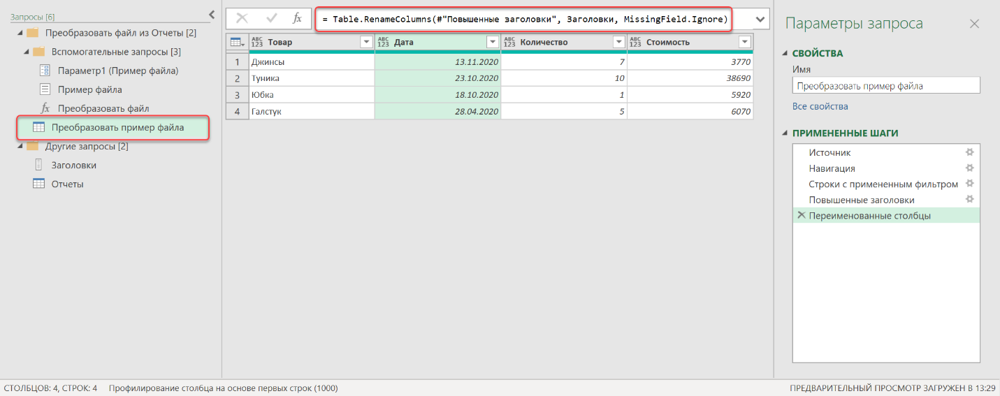 Запросы [6]
Преобразовать файл из Отчеты [2]
Вспомогательные запросы [3]
Параметр1 (Пример файла)
Пример файла
fx Преобразовать файл
Преобразовать пример файла
Другие запросы [2]
Заголовки
Отчеты
fx = Table.RenameColumns(#"Повышенные заголовки", Заголовки, MissingField.Ignore)
ABC 123 Товар ABC 123 Дата ABC 123 Количество ABC 123 Стоимость
1 Джинсы 13.11.2020 7 3770
2 Туника 23.10.2020 10 38690
3 Юбка 18.10.2020 1 5920
4 Галстук 28.04.2020 5 6070
Параметры запроса
СВОЙСТВА
Имя
Преобразовать пример файла
Все свойства
ПРИМЕНЕННЫЕ ШАГИ
Источник
Навигация
Строки с примененным фильтром
Повышенные заголовки
Переименованные столбцы
СТОЛБЦОВ: 4, СТРОК: 4 Профилирование столбца на основе первых строк (1000) ПРЕДВАРИТЕЛЬНЫЙ ПРОСМОТР ЗАГРУЖЕН В 13:29